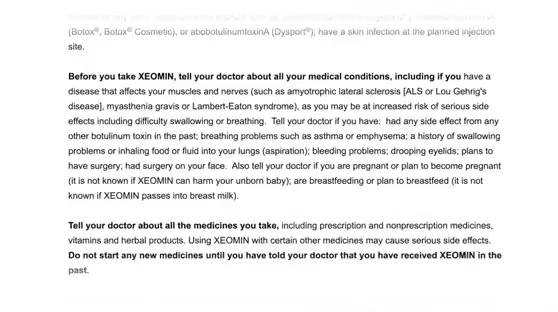 (Botox®, Botox® Cosmetic), or abobotulinumtoxinA (Dysport®); have a skin infection at the planned injection
site.
Before you take XEOMIN, tell your doctor about all your medical conditions, including if you have a
disease that affects your muscles and nerves (such as amyotrophic lateral sclerosis [ALS or Lou Gehrig's
disease], myasthenia gravis or Lambert-Eaton syndrome), as you may be at increased risk of serious side
effects including difficulty swallowing or breathing. Tell your doctor if you have: had any side effect from any
other botulinum toxin in the past; breathing problems such as asthma or emphysema; a history of swallowing
problems or inhaling food or fluid into your lungs (aspiration); bleeding problems; drooping eyelids; plans to
have surgery; had surgery on your face. Also tell your doctor if you are pregnant or plan to become pregnant
(it is not known if XEOMIN can harm your unborn baby); are breastfeeding or plan to breastfeed (it is not
known if XEOMIN passes into breast milk).
Tell your doctor about all the medicines you take, including prescription and nonprescription medicines,
vitamins and herbal products. Using XEOMIN with certain other medicines may cause serious side effects.
Do not start any new medicines until you have told your doctor that you have received XEOMIN in the
past.